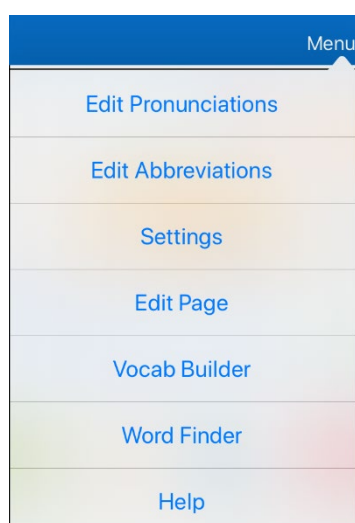 Menu
Edit Pronunciations
Edit Abbreviations
Settings
Edit Page
Vocab Builder
Word Finder
Help